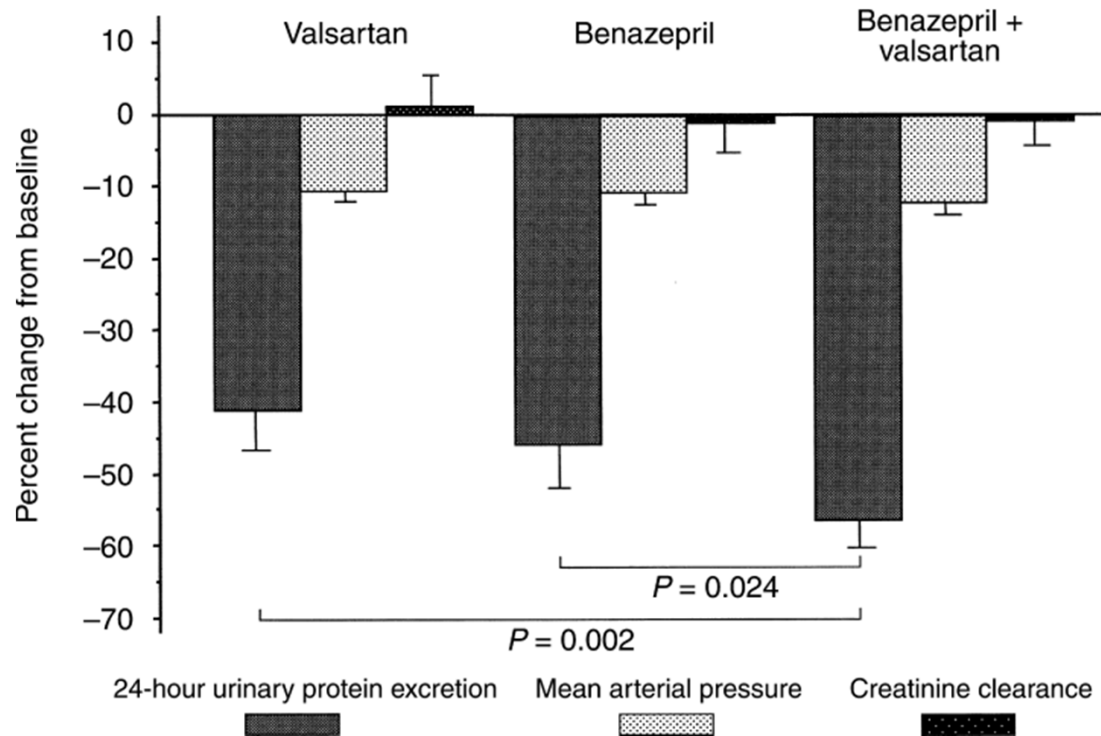 Valsartan
Benazepril
Benazepril +
valsartan
Percent change from baseline
10
0
–10
–20
–30
–40
–50
–60
–70
P = 0.024
P = 0.002
24-hour urinary protein excretion
Mean arterial pressure
Creatinine clearance